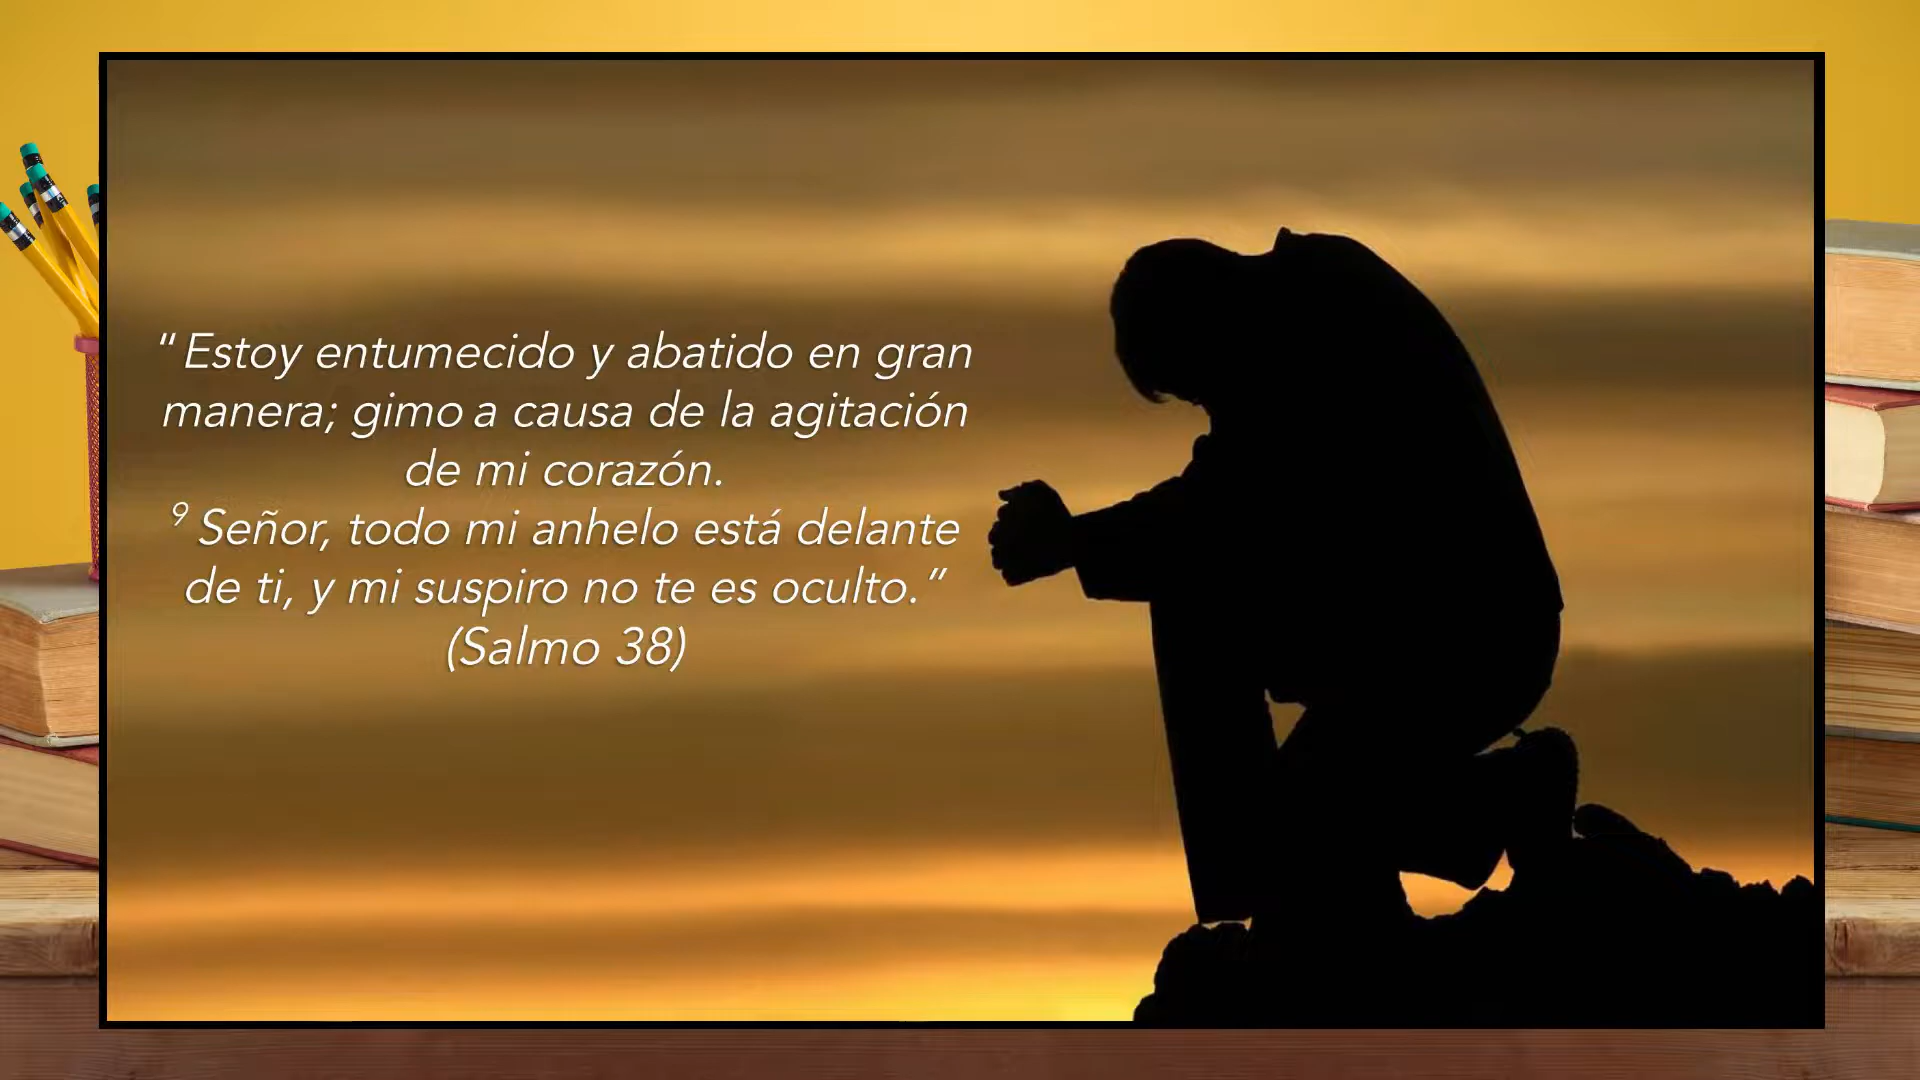 “Estoy entumecido y abatido en gran
manera; gimo a causa de la agitación
de mi corazón.
⁹ Señor, todo mi anhelo está delante
de ti, y mi suspiro no te es oculto.”
(Salmo 38)